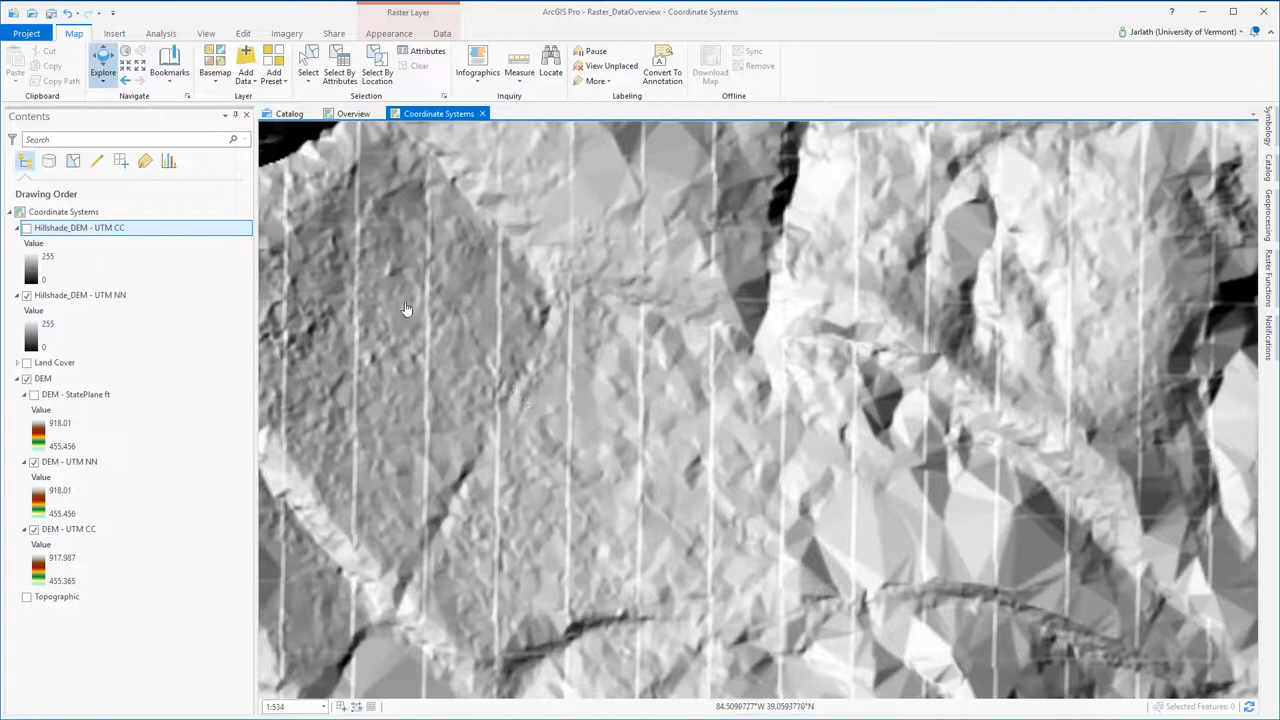 Raster Layer
ArcGIS Pro - Raster_DataOverview - Coordinate Systems
?
Project Map Insert Analysis View Edit Imagery Share Appearance Data
Jarlath (University of Vermont)
Paste
Cut
Copy
Copy Path
Clipboard
Explore
Bookmarks
Navigate
Basemap
Add Data
Add Preset
Layer
Select
Select By Attributes
Select By Location
Attributes
Clear
Selection
Infographics
Measure
Locate
Inquiry
Pause
View Unplaced
More
Convert To Annotation
Labeling
Download Map
Sync
Remove
Offline
Contents
Search
Drawing Order
Coordinate Systems
Hillshade_DEM - UTM CC
Value
255
0
Hillshade_DEM - UTM NN
Value
255
0
Land Cover
DEM
DEM - StatePlane ft
Value
918.01
455.456
DEM - UTM NN
Value
918.01
455.456
DEM - UTM CC
Value
917.987
455.365
Topographic
Catalog Overview Coordinate Systems
Symbology
Catalog
Geoprocessing
Raster Functions
Notifications
1:534
84.5099727°W 39.0593710°N
Selected Features: 0